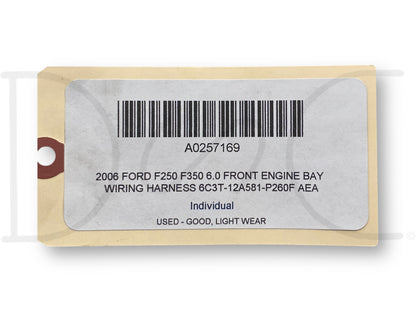 A0257169
2006 FORD F250 F350 6.0 FRONT ENGINE BAY
WIRING HARNESS 6C3T-12A581-P260F AEA
Individual
USED - GOOD, LIGHT WEAR